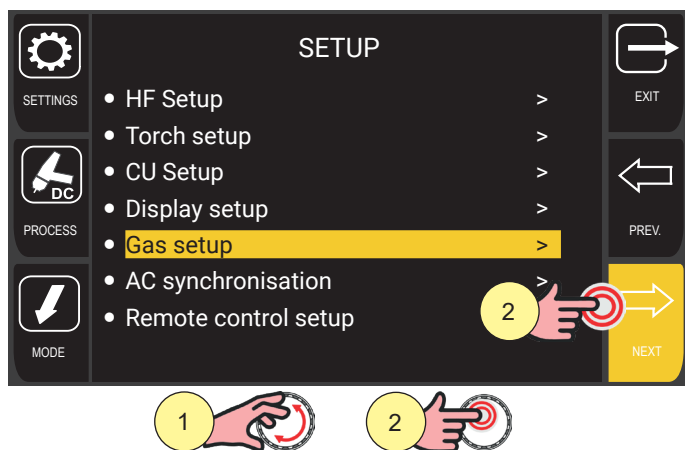 SETUP
SETTINGS
EXIT
• HF Setup >
• Torch setup >
• CU Setup >
DC
• Display setup >
PROCESS
PREV.
• Gas setup >
• AC synchronisation >
• Remote control setup
2
MODE
NEXT
1
2